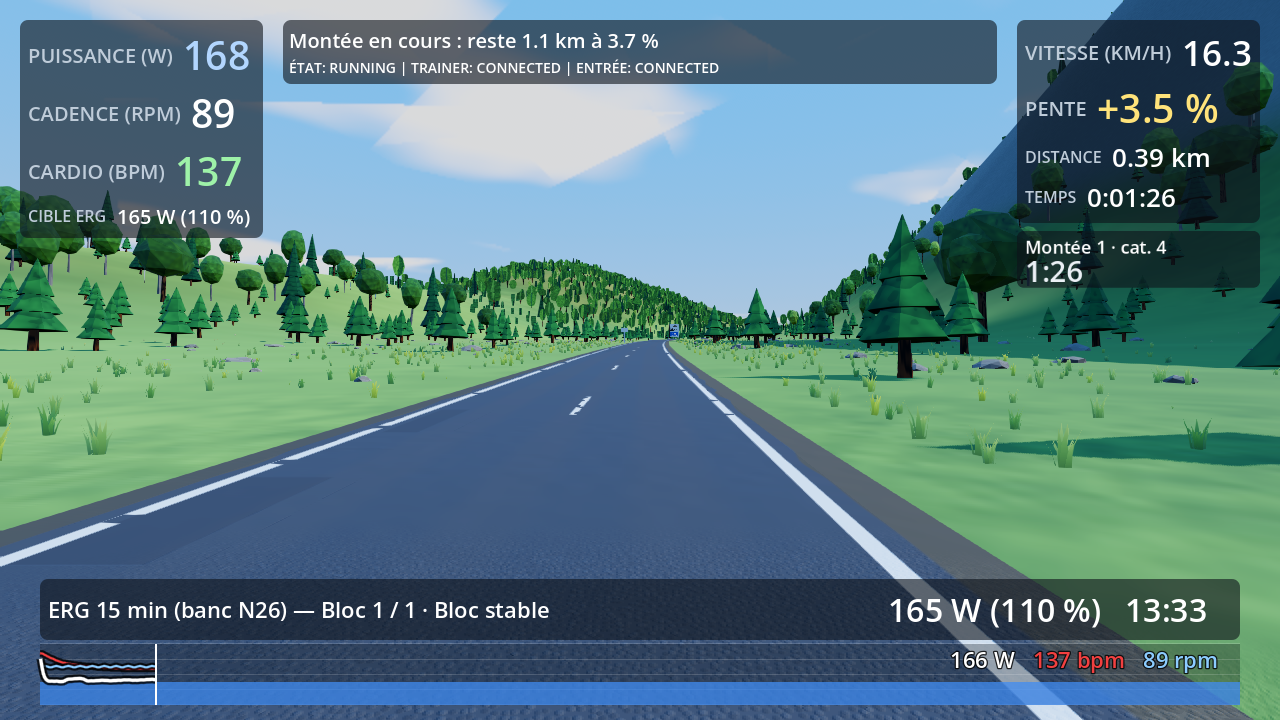 PUISSANCE (W) 168
CADENCE (RPM) 89
CARDIO (BPM) 137
CIBLE ERG 165 W (110 %)
Montée en cours : reste 1.1 km à 3.7 %
ÉTAT: RUNNING | TRAINER: CONNECTED | ENTRÉE: CONNECTED
VITESSE (KM/H) 16.3
PENTE +3.5 %
DISTANCE 0.39 km
TEMPS 0:01:26
Montée 1 · cat. 4
1:26
ERG 15 min (banc N26) — Bloc 1 / 1 · Bloc stable 165 W (110 %) 13:33
166 W 137 bpm 89 rpm